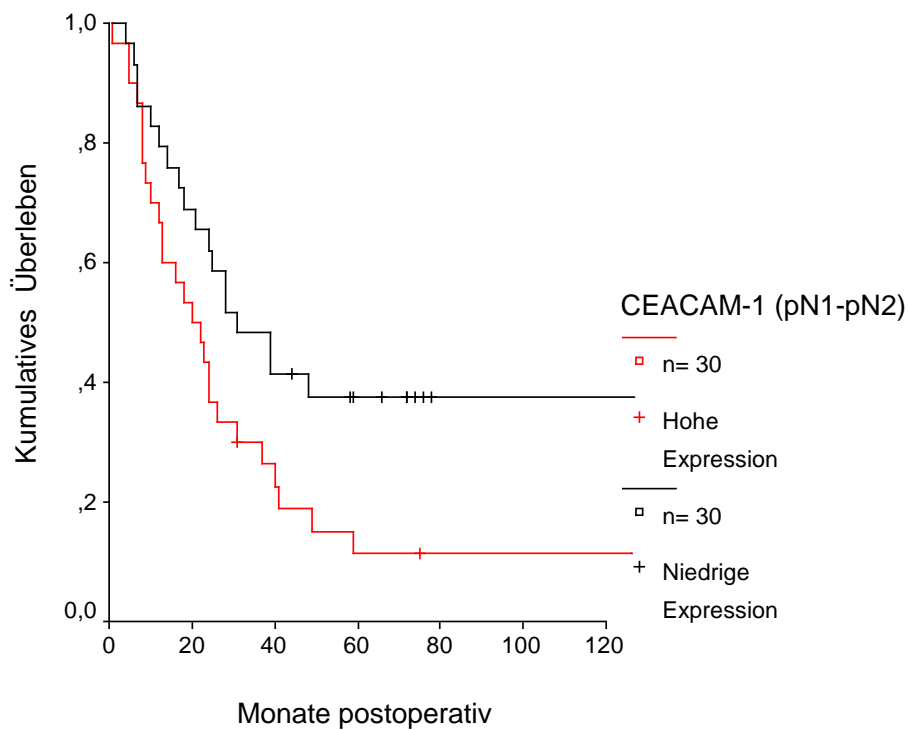 1,0
,8
,6
,4
,2
0,0
Kumulatives Überleben
0 20 40 60 80 100 120
Monate postoperativ
CEACAM-1 (pN1-pN2)
n= 30
Hohe
Expression
n= 30
Niedrige
Expression